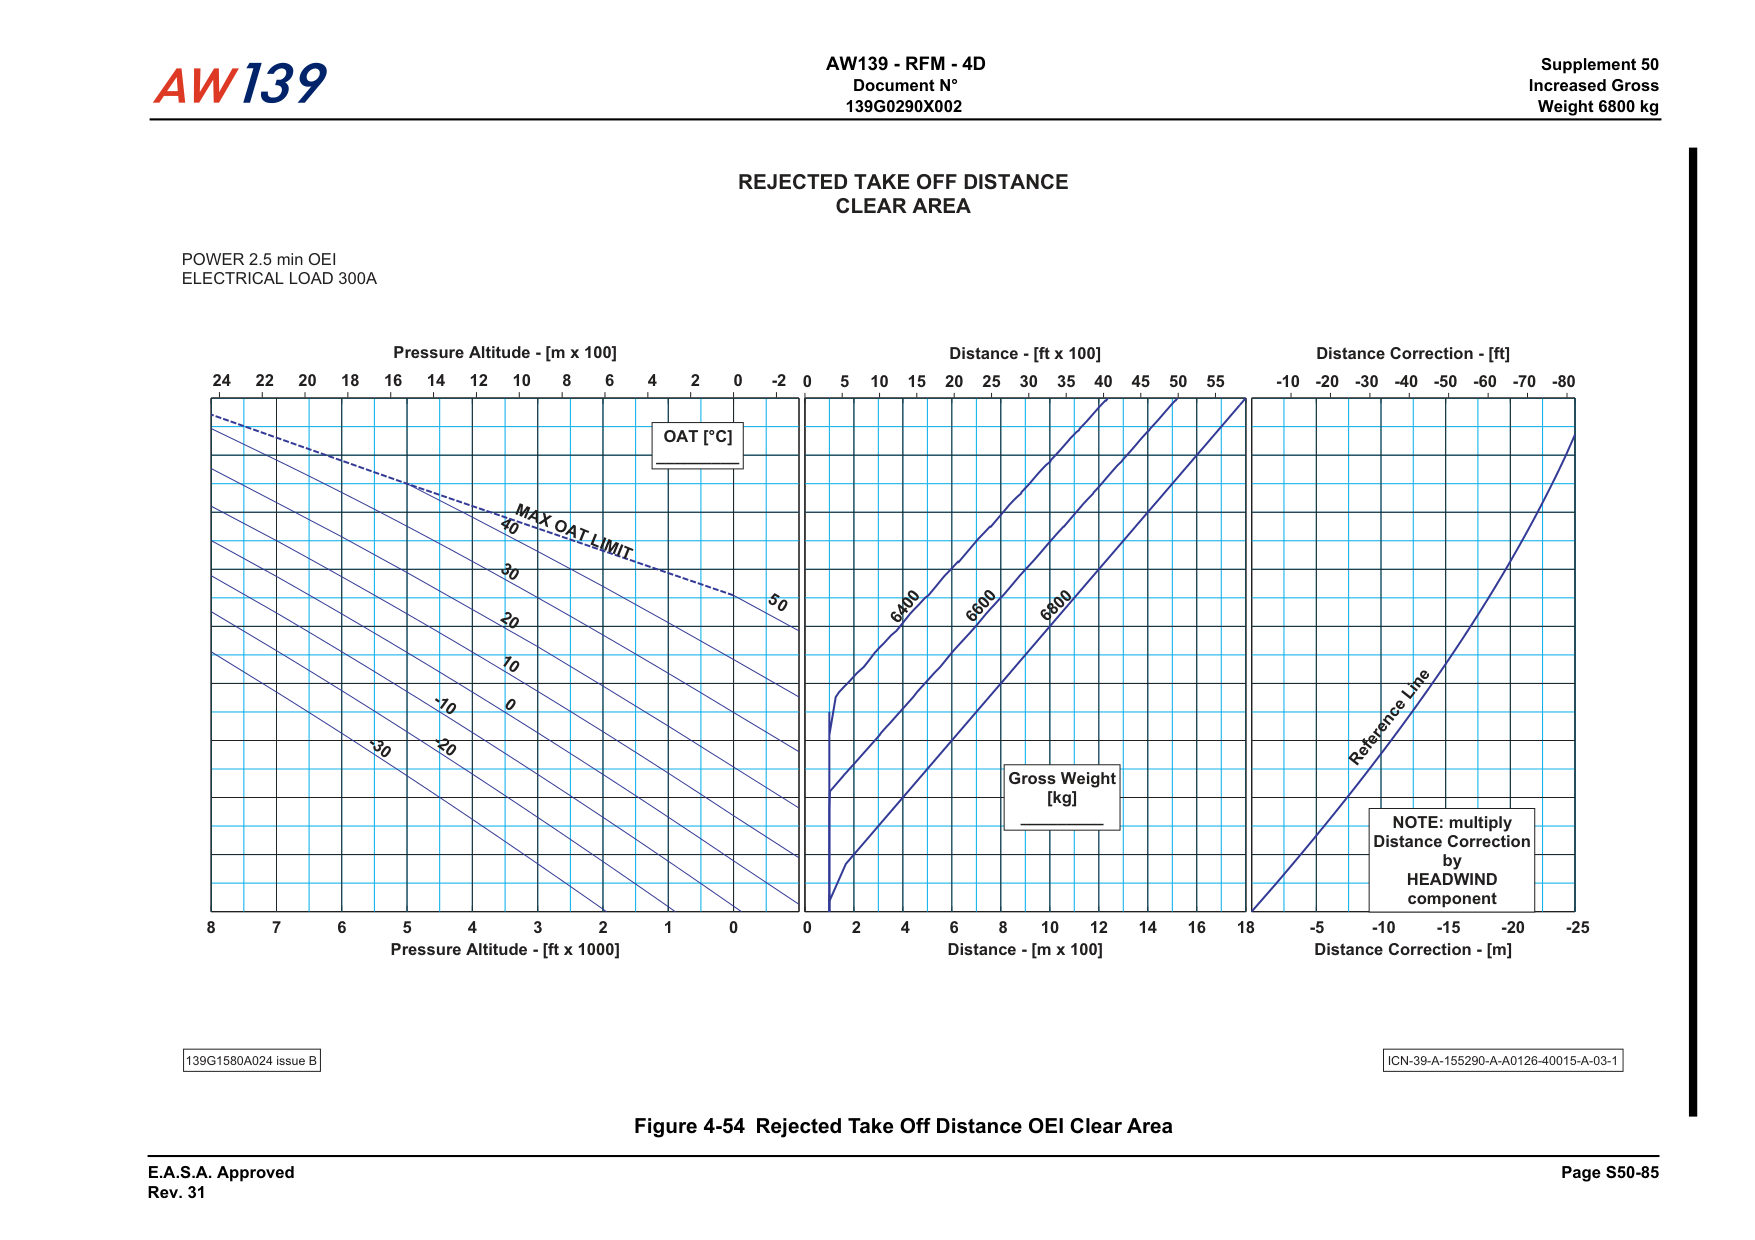 AW139
AW139 - RFM - 4D
Document N°
139G0290X002
Supplement 50
Increased Gross
Weight 6800 kg
REJECTED TAKE OFF DISTANCE
CLEAR AREA
POWER 2.5 min OEI
ELECTRICAL LOAD 300A
Pressure Altitude - [m x 100]
24 22 20 18 16 14 12 10 8 6 4 2 0 -2
OAT [°C]
MAX OAT LIMIT
50
40
30
20
10
0
-10
-20
-30
8 7 6 5 4 3 2 1 0
Pressure Altitude - [ft x 1000]
Distance - [ft x 100]
0 5 10 15 20 25 30 35 40 45 50 55
6400
6600
6800
Gross Weight
[kg]
0 2 4 6 8 10 12 14 16 18
Distance - [m x 100]
Distance Correction - [ft]
-10 -20 -30 -40 -50 -60 -70 -80
Reference Line
NOTE: multiply
Distance Correction
by
HEADWIND
component
-5 -10 -15 -20 -25
Distance Correction - [m]
139G1580A024 issue B
ICN-39-A-155290-A-A0126-40015-A-03-1
Figure 4-54 Rejected Take Off Distance OEI Clear Area
E.A.S.A. Approved
Rev. 31
Page S50-85